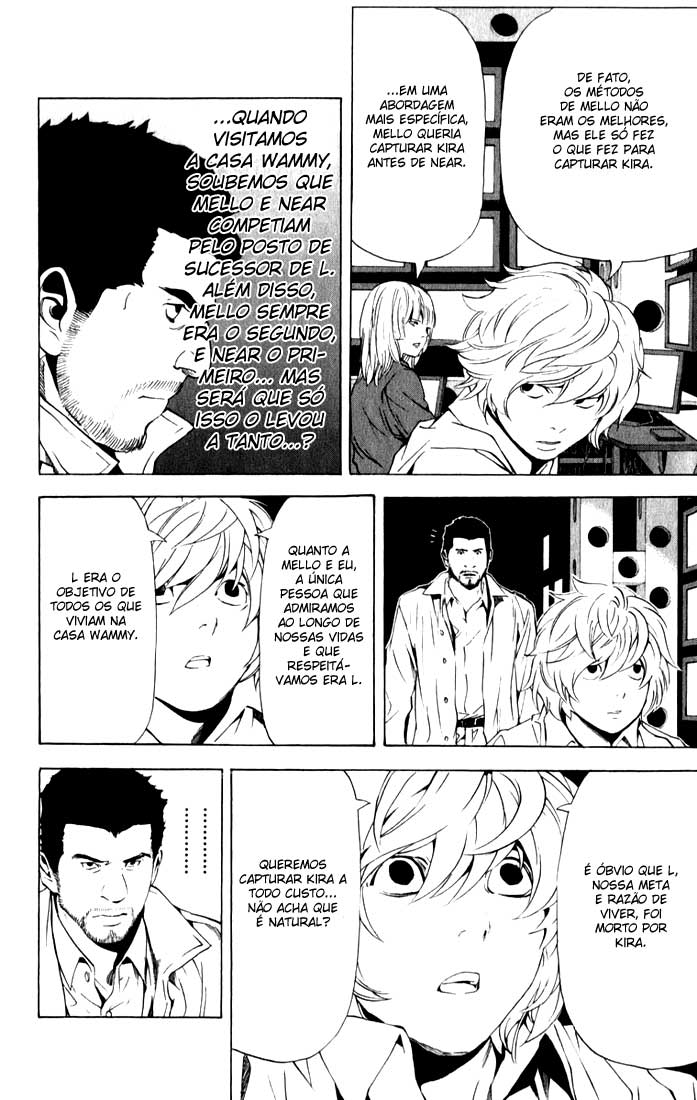 DE FATO,
OS MÉTODOS
DE MELLO NÃO
ERAM OS MELHORES,
MAS ELE SÓ FEZ
O QUE FEZ PARA
CAPTURAR KIRA.
...EM UMA
ABORDAGEM
MAIS ESPECÍFICA,
MELLO QUERIA
CAPTURAR KIRA
ANTES DE NEAR.
...QUANDO
VISITAMOS
A CASA WAMMY,
SOUBEMOS QUE
MELLO E NEAR
COMPETIAM
PELO POSTO DE
SUCESSOR DE L.
ALÉM DISSO,
MELLO SEMPRE
ERA O SEGUNDO,
E NEAR O PRI-
MEIRO... MAS
SERÁ QUE SÓ
ISSO O LEVOU
A TANTO...?
QUANTO A
MELLO E EU,
A ÚNICA
PESSOA QUE
ADMIRAMOS
AO LONGO DE
NOSSAS VIDAS
E QUE
RESPEITÁ-
VAMOS ERA L.
L ERA O
OBJETIVO DE
TODOS OS QUE
VIVIAM NA
CASA WAMMY.
É ÓBVIO QUE L,
NOSSA META
E RAZÃO DE
VIVER, FOI
MORTO POR
KIRA.
QUEREMOS
CAPTURAR KIRA A
TODO CUSTO...
NÃO ACHA QUE
É NATURAL?